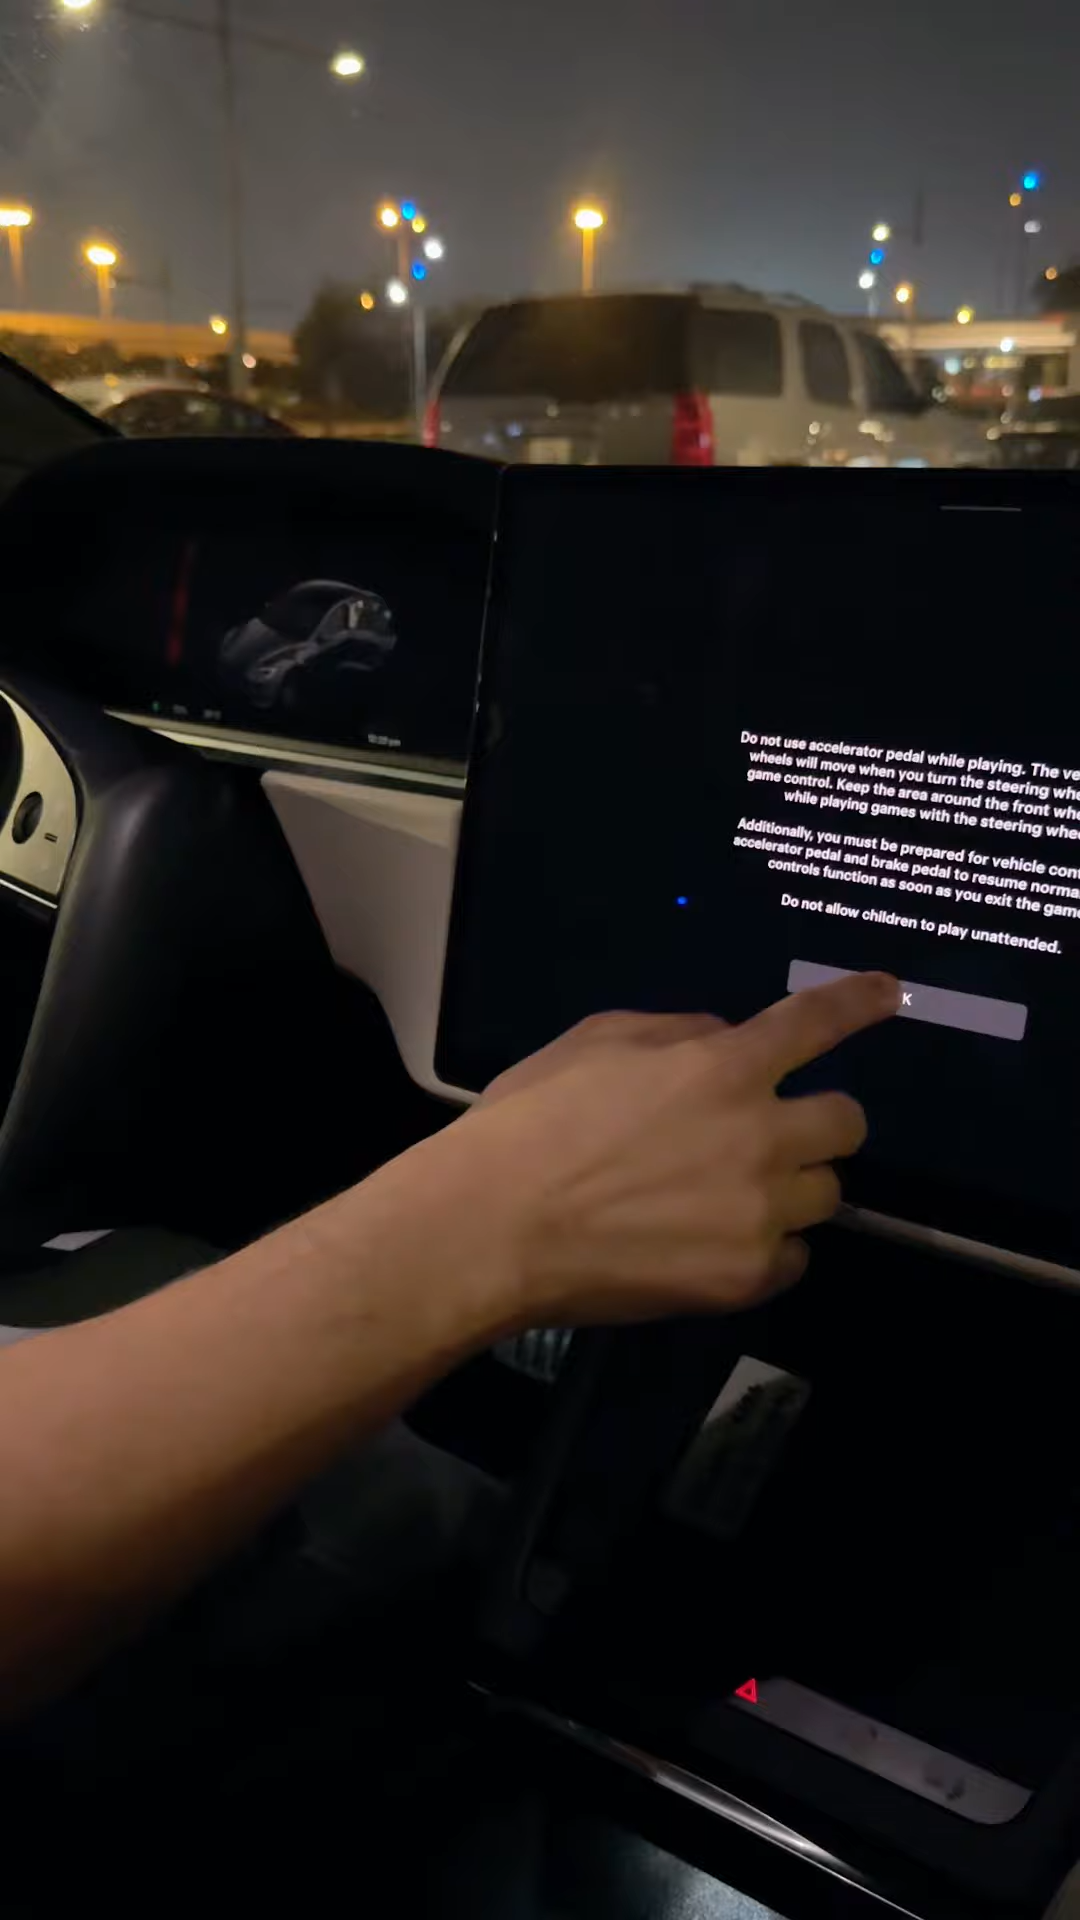 Do not use accelerator pedal while playing. The ve
wheels will move when you turn the steering whe
game control. Keep the area around the front whe
while playing games with the steering whe
Additionally, you must be prepared for vehicle cont
accelerator pedal and brake pedal to resume norma
controls function as soon as you exit the game
Do not allow children to play unattended.
K